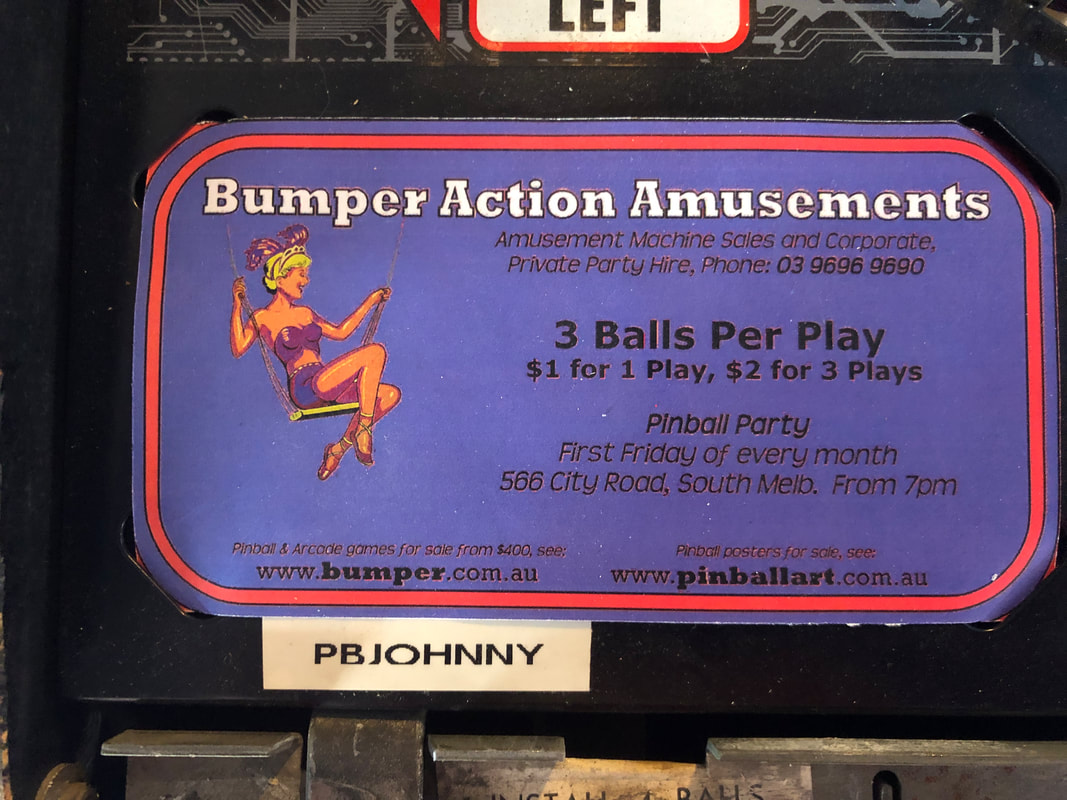 LEFT
Bumper Action Amusements
Amusement Machine Sales and Corporate,
Private Party Hire, Phone: 03 9696 9690
3 Balls Per Play
$1 for 1 Play, $2 for 3 Plays
Pinball Party
First Friday of every month
566 City Road, South Melb. From 7pm
Pinball & Arcade games for sale from $400, see:
www.bumper.com.au
Pinball posters for sale, see:
www.pinballart.com.au
PBJOHNNY
INSTALL 4 BALLS